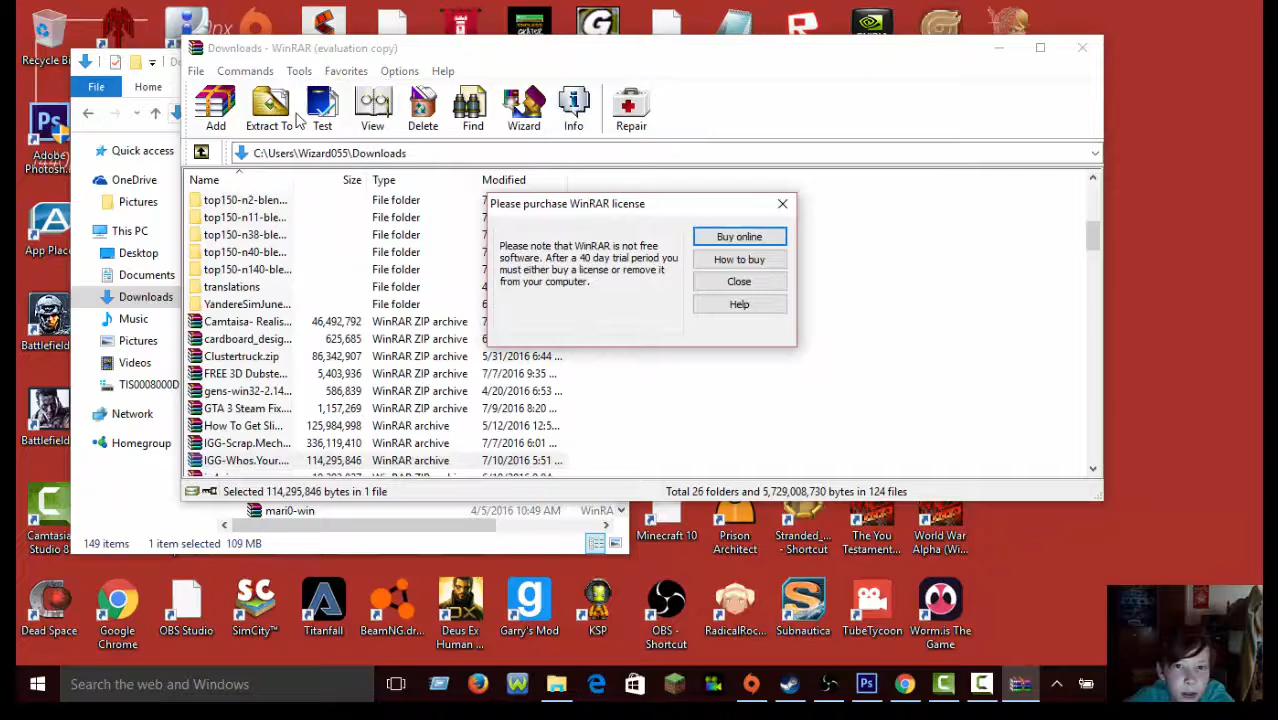 Recycle Bin
Downloads - WinRAR (evaluation copy)
File Commands Tools Favorites Options Help
File Home
Add Extract To Test View Delete Find Wizard Info Repair
C:\Users\Wizard055\Downloads
Name Size Type Modified
top150-n2-blen... File folder
top150-n11-ble... File folder
top150-n38-ble... File folder
top150-n40-ble... File folder
top150-n140-ble... File folder
translations File folder
YandereSimJune... File folder
Camtaisa- Realis... 46,492,792 WinRAR ZIP archive
cardboard_desig... 625,685 WinRAR ZIP archive
Clustertruck.zip 86,342,907 WinRAR ZIP archive 5/31/2016 6:44 ...
FREE 3D Dubste... 5,403,936 WinRAR ZIP archive 7/7/2016 9:35 ...
gens-win32-2.14... 586,839 WinRAR ZIP archive 4/20/2016 6:53 ...
GTA 3 Steam Fix.... 1,157,269 WinRAR ZIP archive 7/9/2016 8:20 ...
How To Get Sli... 125,984,998 WinRAR archive 5/12/2016 12:5...
IGG-Scrap.Mech... 336,119,410 WinRAR archive 7/7/2016 6:01 ...
IGG-Whos.Your.... 114,295,846 WinRAR archive 7/10/2016 5:51 ...
Selected 114,295,846 bytes in 1 file
Total 26 folders and 5,729,008,730 bytes in 124 files
Please purchase WinRAR license
Please note that WinRAR is not free
software. After a 40 day trial period you
must either buy a license or remove it
from your computer.
Buy online
How to buy
Close
Help
Quick access
OneDrive
Pictures
This PC
Desktop
Documents
Downloads
Music
Pictures
Videos
TIS0008000D
Network
Homegroup
mari0-win 4/5/2016 10:49 AM WinRA
149 items 1 item selected 109 MB
Ps
Adobe
Photosh...
App Place
Battlefield
Battlefield
Camtasia
Studio 8
Minecraft 10
Prison
Architect
Stranded_...
- Shortcut
The You
Testament...
World War
Alpha (Wi...
SC
Dead Space
Google
Chrome
OBS Studio
SimCity™
Titanfall
BeamNG.dr...
Deus Ex
Human ...
Garry's Mod
KSP
OBS -
Shortcut
RadicalRoc...
Subnautica
TubeTycoon
Worm.is The
Game
Search the web and Windows